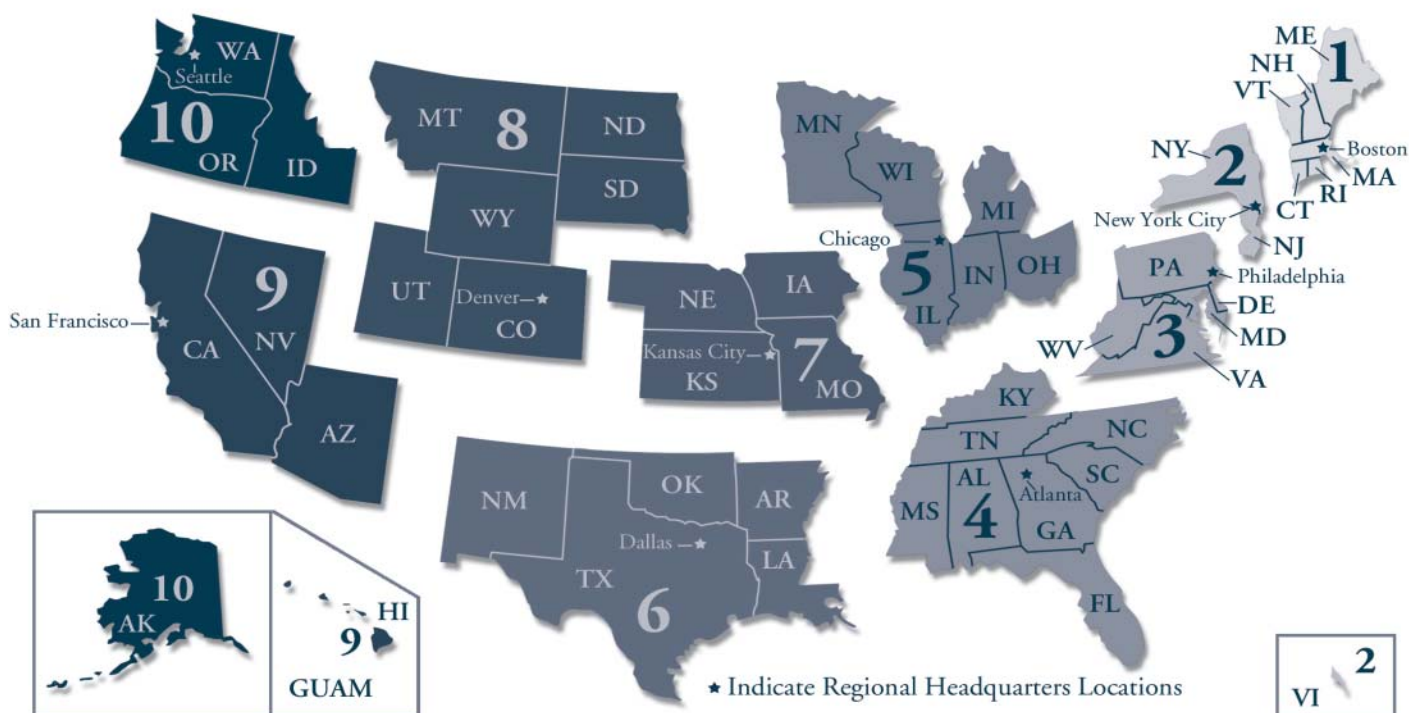 WA
Seattle
10
OR
ID
MT
8
ND
SD
WY
UT
Denver
CO
9
NV
San Francisco
CA
AZ
NE
IA
Kansas City
KS
7
MO
MN
WI
MI
Chicago
5
IN
OH
IL
ME
1
NH
VT
Boston
MA
RI
CT
NY
2
New York City
NJ
PA
Philadelphia
DE
MD
3
WV
VA
KY
TN
NC
SC
AL
Atlanta
MS
4
GA
FL
NM
OK
AR
Dallas
LA
TX
6
10
AK
HI
9
GUAM
★ Indicate Regional Headquarters Locations
2
VI